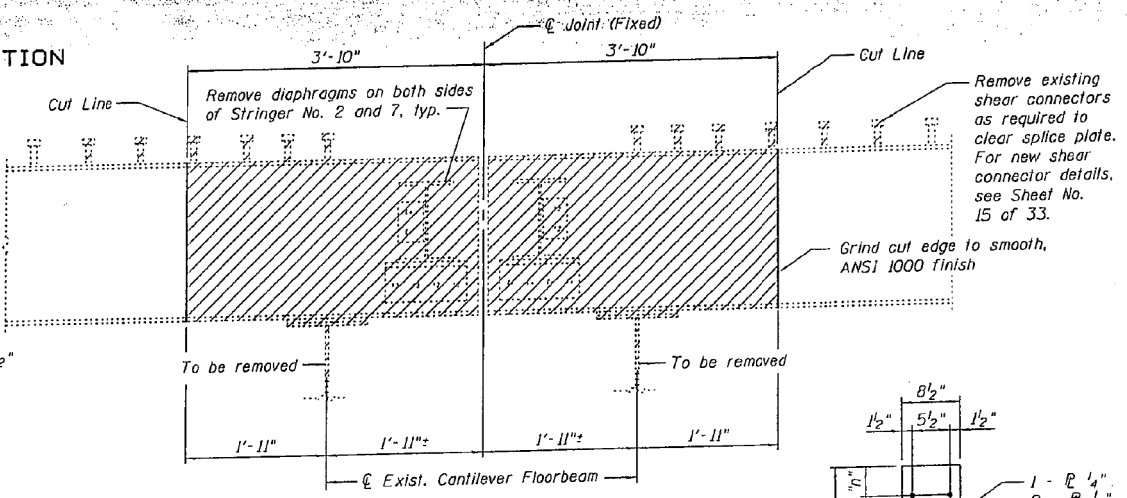 TION
℄ Joint (Fixed)
3'-10"
3'-10"
Cut Line
Cut Line
Remove diaphragms on both sides
of Stringer No. 2 and 7, typ.
Remove existing
shear connectors
as required to
clear splice plate.
For new shear
connector details,
see Sheet No.
15 of 33.
Grind cut edge to smooth,
ANSI 1000 finish
To be removed
To be removed
1'-11"
1'-11"±
1'-11"±
1'-11"
℄ Exist. Cantilever Floorbeam
8½"
1½"
5½"
1½"
"n"
1 - ℙ ¼"